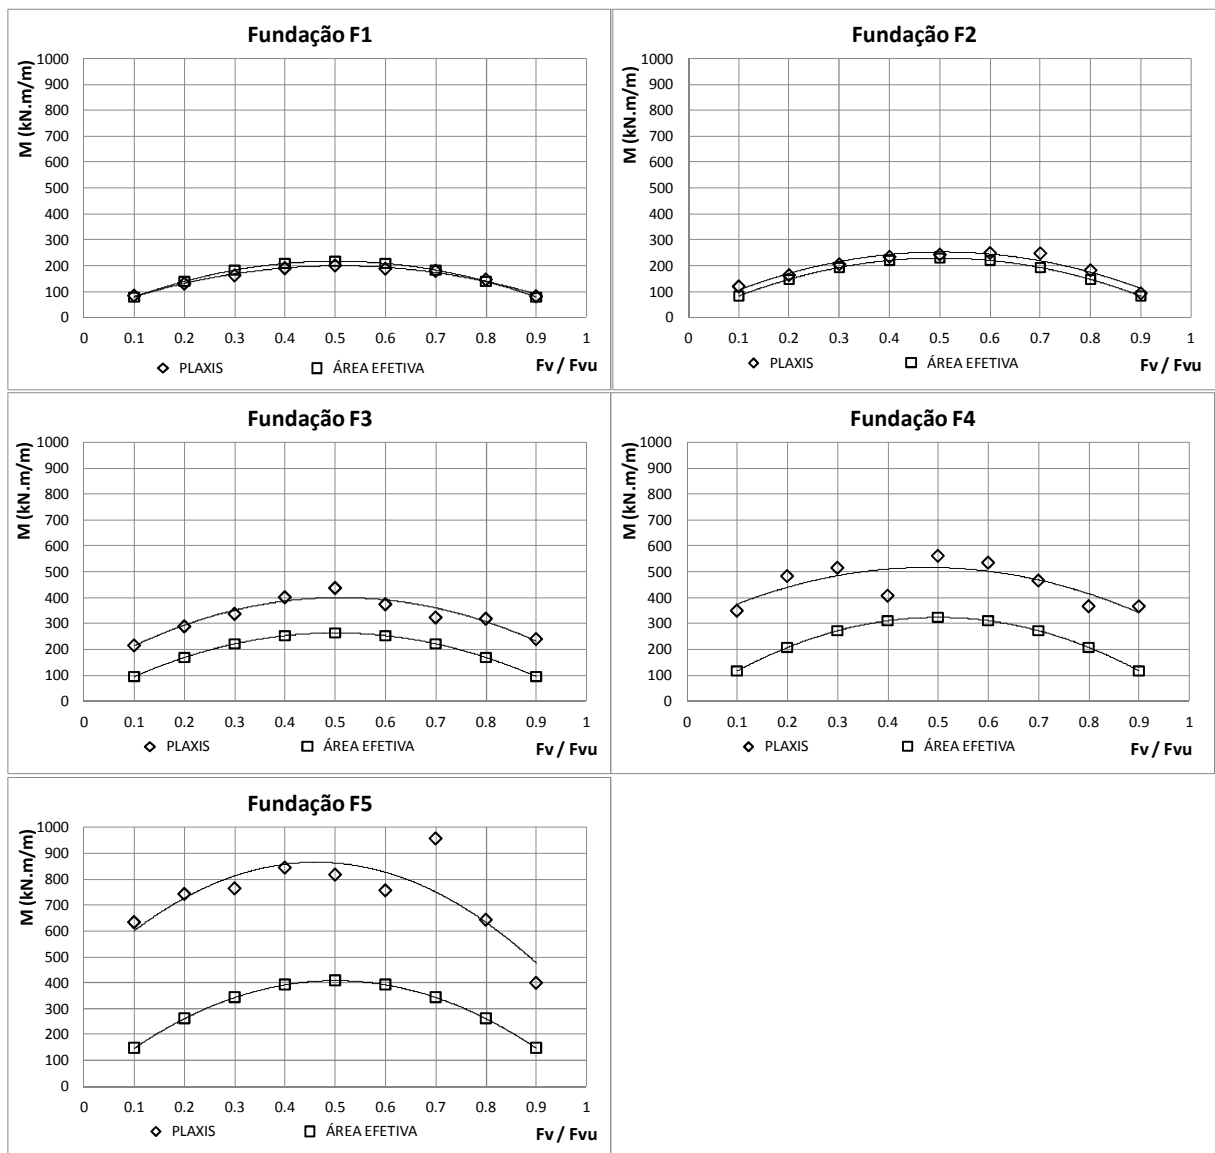 Fundação F1
M (kN.m/m)
1000
900
800
700
600
500
400
300
200
100
0
0 0.1 0.2 0.3 0.4 0.5 0.6 0.7 0.8 0.9 1
PLAXIS ÁREA EFETIVA Fv / Fvu
Fundação F2
M (kN.m/m)
1000
900
800
700
600
500
400
300
200
100
0
0 0.1 0.2 0.3 0.4 0.5 0.6 0.7 0.8 0.9 1
PLAXIS ÁREA EFETIVA Fv / Fvu
Fundação F3
M (kN.m/m)
1000
900
800
700
600
500
400
300
200
100
0
0 0.1 0.2 0.3 0.4 0.5 0.6 0.7 0.8 0.9 1
PLAXIS ÁREA EFETIVA Fv / Fvu
Fundação F4
M (kN.m/m)
1000
900
800
700
600
500
400
300
200
100
0
0 0.1 0.2 0.3 0.4 0.5 0.6 0.7 0.8 0.9 1
PLAXIS ÁREA EFETIVA Fv / Fvu
Fundação F5
M (kN.m/m)
1000
900
800
700
600
500
400
300
200
100
0
0 0.1 0.2 0.3 0.4 0.5 0.6 0.7 0.8 0.9 1
PLAXIS ÁREA EFETIVA Fv / Fvu